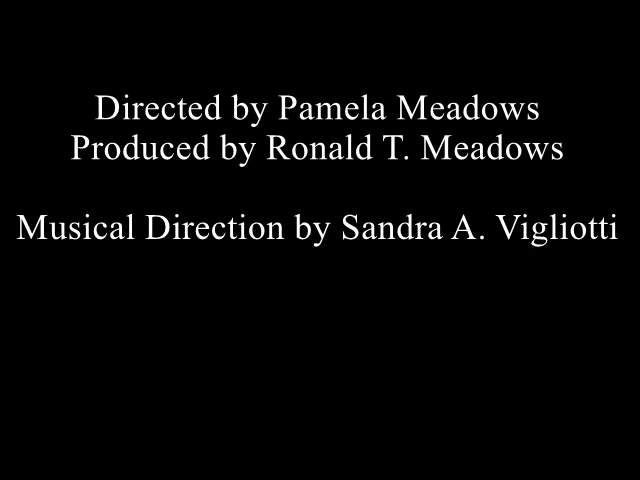 Directed by Pamela Meadows
Produced by Ronald T. Meadows
Musical Direction by Sandra A. Vigliotti